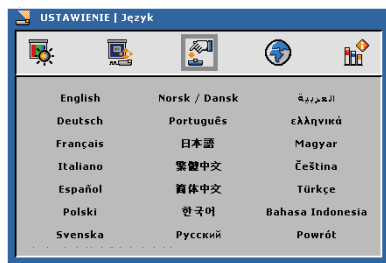 USTAWIENIE | Język
English Norsk / Dansk العربية
Deutsch Português ελληνικά
Français 日本語 Magyar
Italiano 繁體中文 Čeština
Español 简体中文 Türkçe
Polski 한국어 Bahasa Indonesia
Svenska Русский Powrót